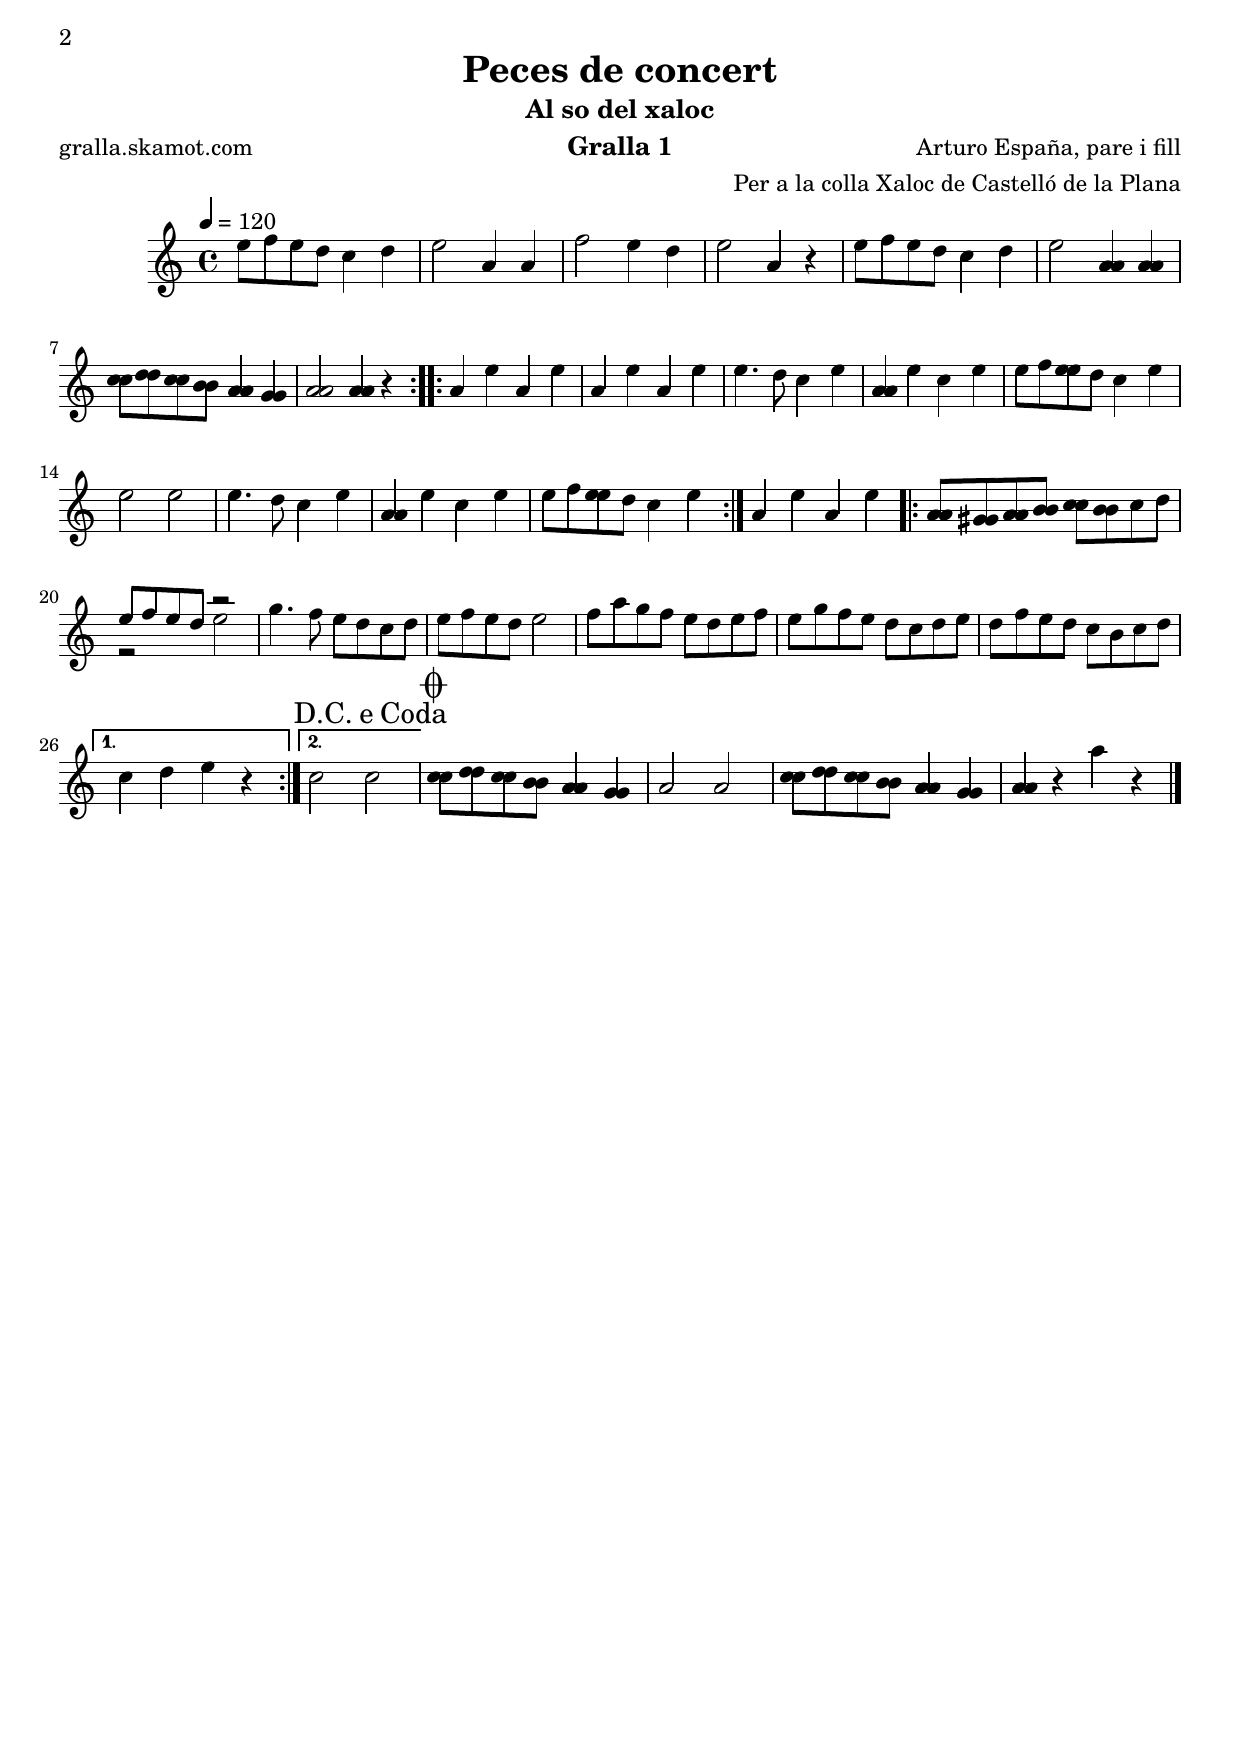 2
Peces de concert
Al so del xaloc
gralla.skamot.com Gralla 1 Arturo España, pare i fill
Per a la colla Xaloc de Castelló de la Plana
= 120
7
14
20
D.C. e Coda
26 1. 2.